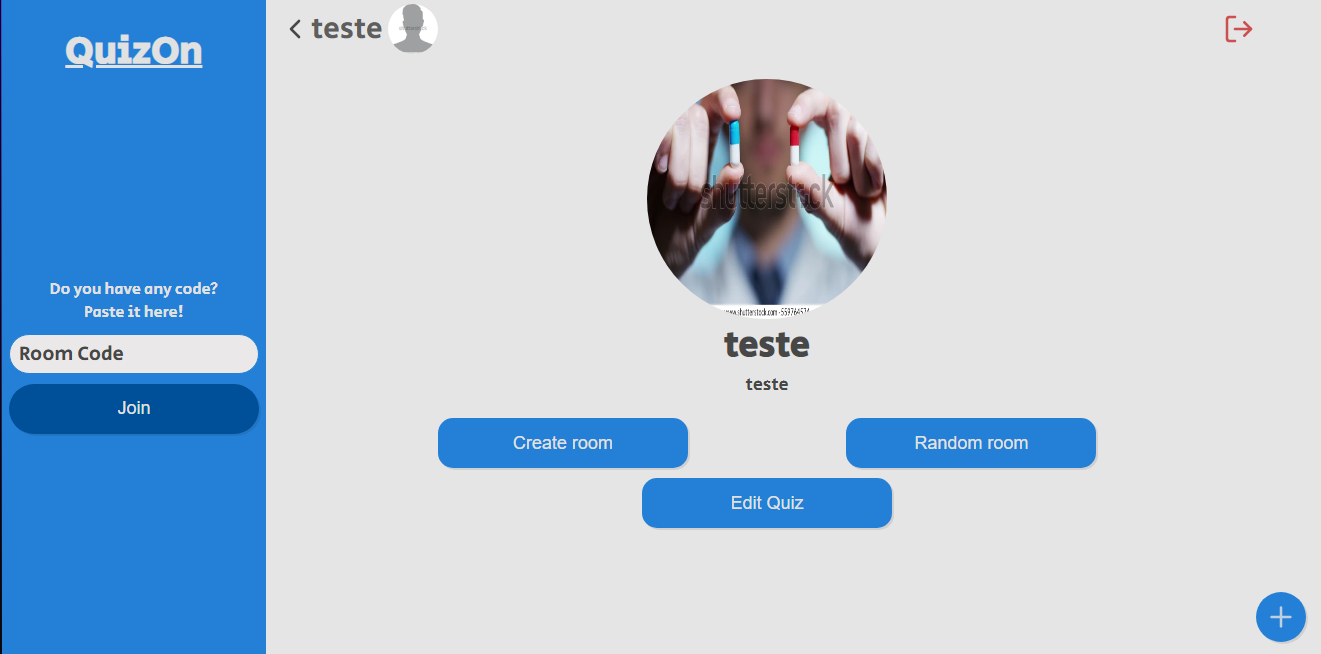 QuizOn
Do you have any code?
Paste it here!
Room Code
Join
teste
shutterstock
www.shutterstock.com · 559764574
teste
teste
Create room
Random room
Edit Quiz